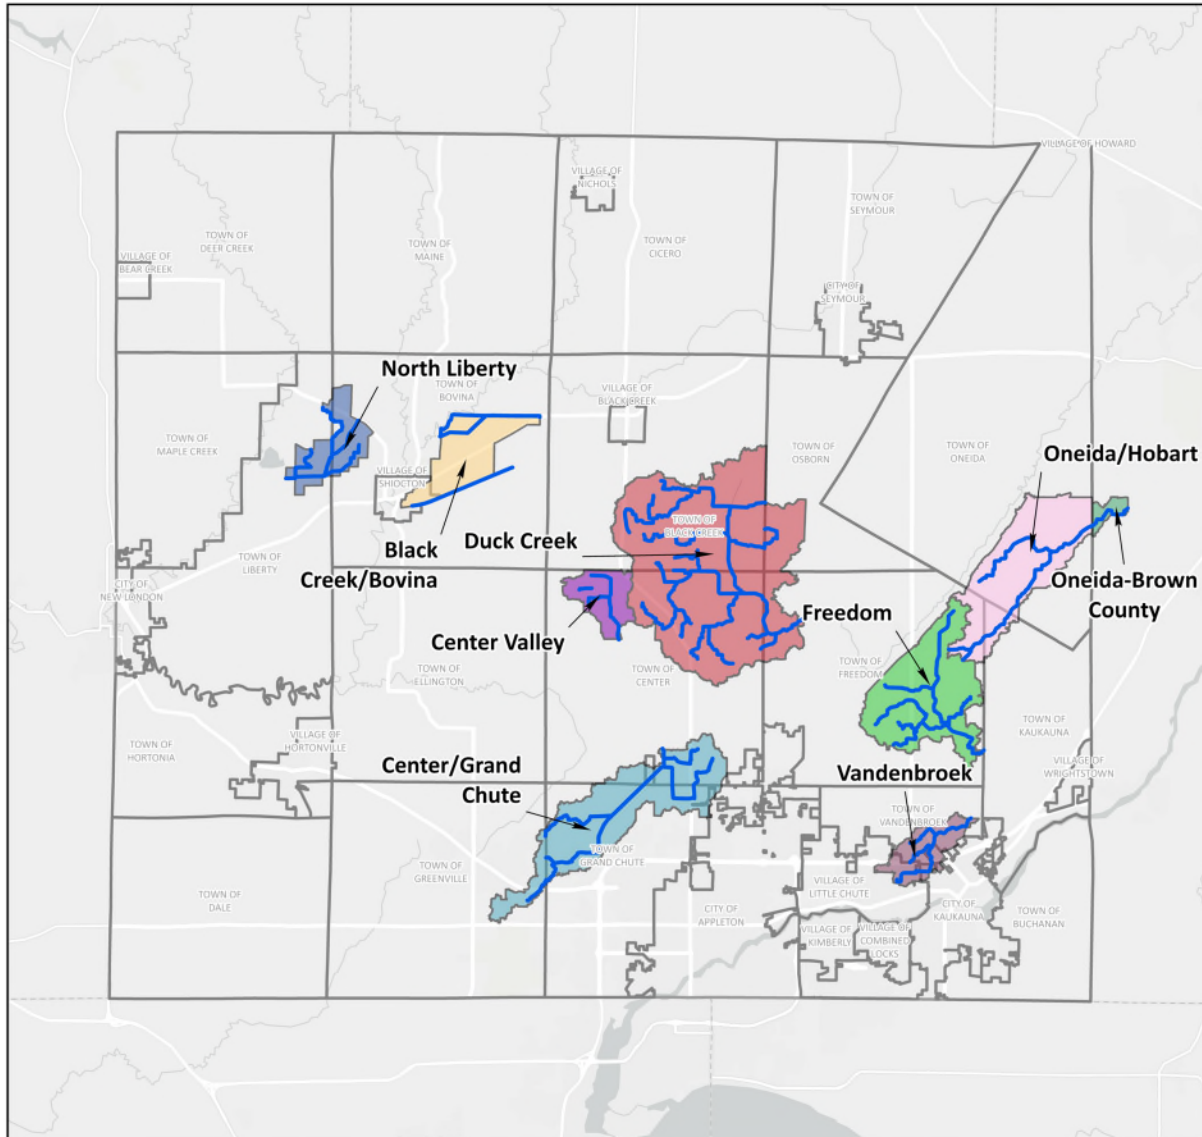 VILLAGE OF HOWARD
VILLAGE OF
NICHOLS
TOWN OF
SEYMOUR
TOWN OF
DEER CREEK
TOWN OF
MAINE
TOWN OF
CICERO
VILLAGE OF
BEAR CREEK
CITY OF
SEYMOUR
North Liberty
TOWN OF
BOVINA
VILLAGE OF
BLACK CREEK
TOWN OF
MAPLE CREEK
TOWN OF
OSBORN
TOWN OF
ONEIDA
Oneida/Hobart
VILLAGE OF
SHIOCTON
Black
Creek/Bovina
Duck Creek
TOWN OF
BLACK CREEK
TOWN OF
LIBERTY
CITY OF
NEW LONDON
Oneida-Brown
County
Center Valley
Freedom
TOWN OF
ELLINGTON
TOWN OF
CENTER
TOWN OF
FREEDOM
TOWN OF
KAUKAUNA
TOWN OF
HORTONIA
VILLAGE OF
HORTONVILLE
VILLAGE OF
WRIGHTSTOWN
Center/Grand
Chute
Vandenbroek
TOWN OF
VANDENBROEK
TOWN OF
GRAND CHUTE
TOWN OF
GREENVILLE
VILLAGE OF
LITTLE CHUTE
TOWN OF
DALE
CITY OF
APPLETON
CITY OF
KAUKAUNA
TOWN OF
BUCHANAN
VILLAGE OF
KIMBERLY
VILLAGE OF
COMBINED
LOCKS